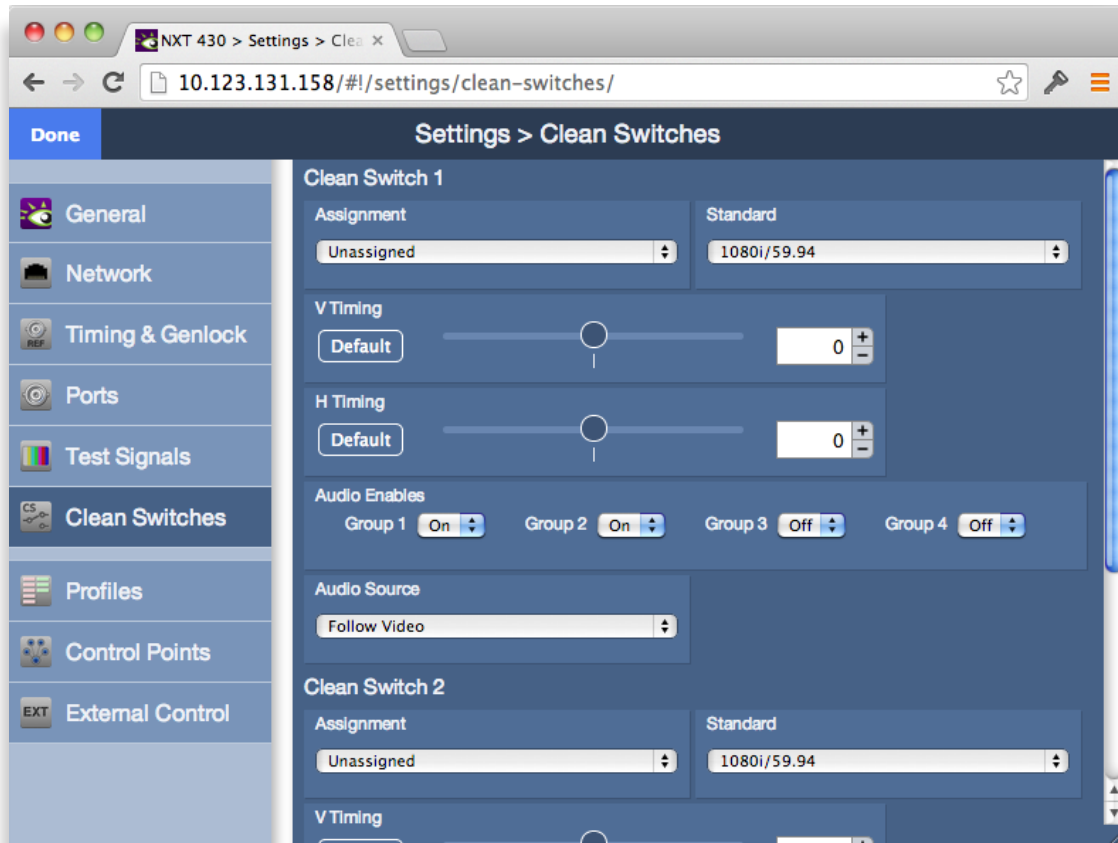 NXT 430 > Settings > Clea ×
10.123.131.158/#!/settings/clean-switches/
Done
Settings > Clean Switches
General
Network
REF
Timing & Genlock
Ports
Test Signals
CS
Clean Switches
Profiles
Control Points
EXT
External Control
Clean Switch 1
Assignment Standard
Unassigned 1080i/59.94
V Timing
Default 0 + −
H Timing
Default 0 + −
Audio Enables
Group 1 On Group 2 On Group 3 Off Group 4 Off
Audio Source
Follow Video
Clean Switch 2
Assignment Standard
Unassigned 1080i/59.94
V Timing